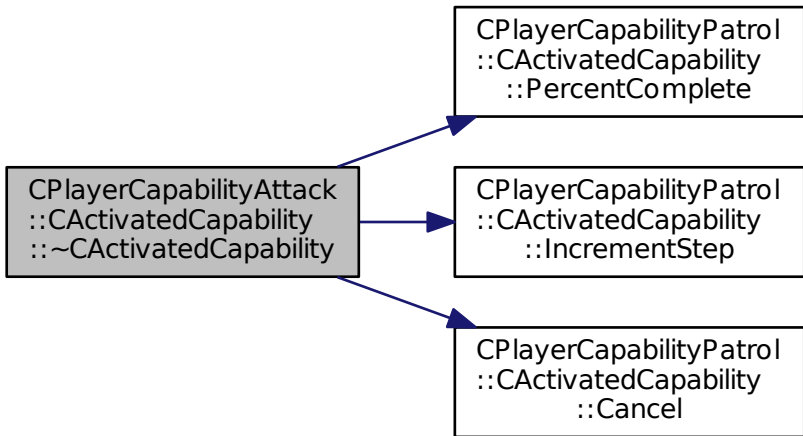 CPlayerCapabilityAttack
::CActivatedCapability
::~CActivatedCapability
CPlayerCapabilityPatrol
::CActivatedCapability
::PercentComplete
CPlayerCapabilityPatrol
::CActivatedCapability
::IncrementStep
CPlayerCapabilityPatrol
::CActivatedCapability
::Cancel